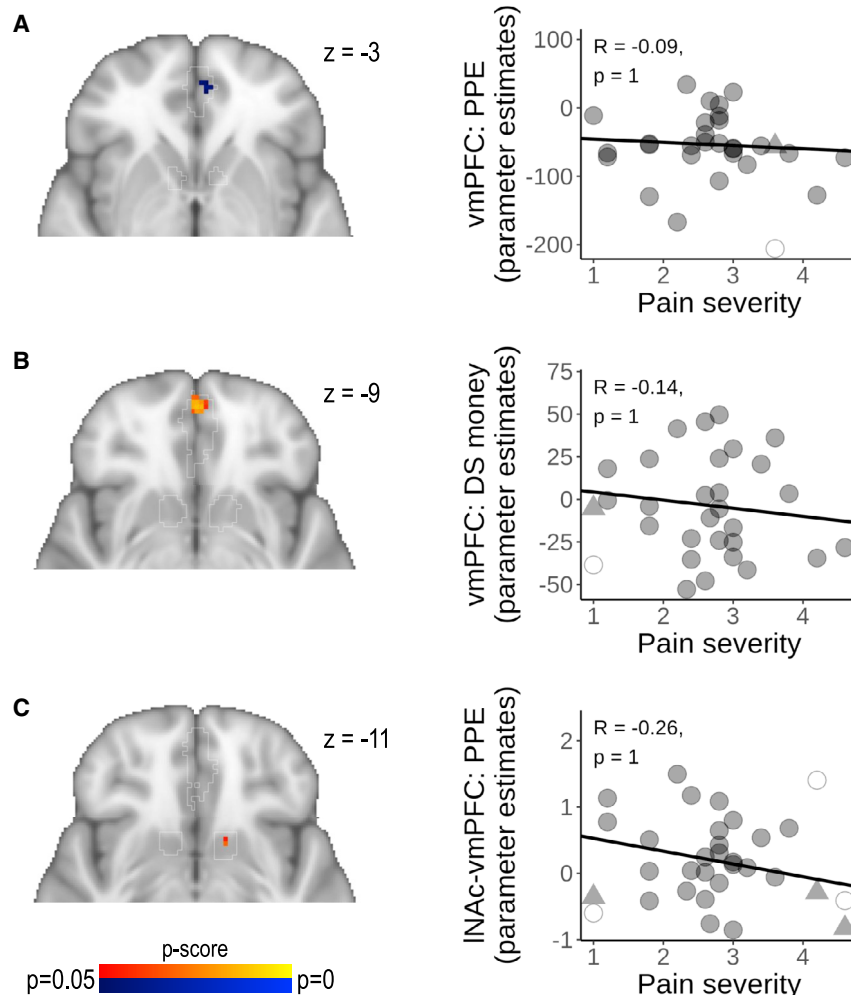 A
z = -3
R = -0.09,
p = 1
vmPFC: PPE
(parameter estimates)
100
0
-100
-200
1
2
3
4
Pain severity
B
z = -9
R = -0.14,
p = 1
vmPFC: DS money
(parameter estimates)
75
50
25
0
-25
-50
1
2
3
4
Pain severity
C
z = -11
R = -0.26,
p = 1
lNAc-vmPFC: PPE
(parameter estimates)
2
1
0
-1
1
2
3
4
Pain severity
p-score
p=0.05
p=0